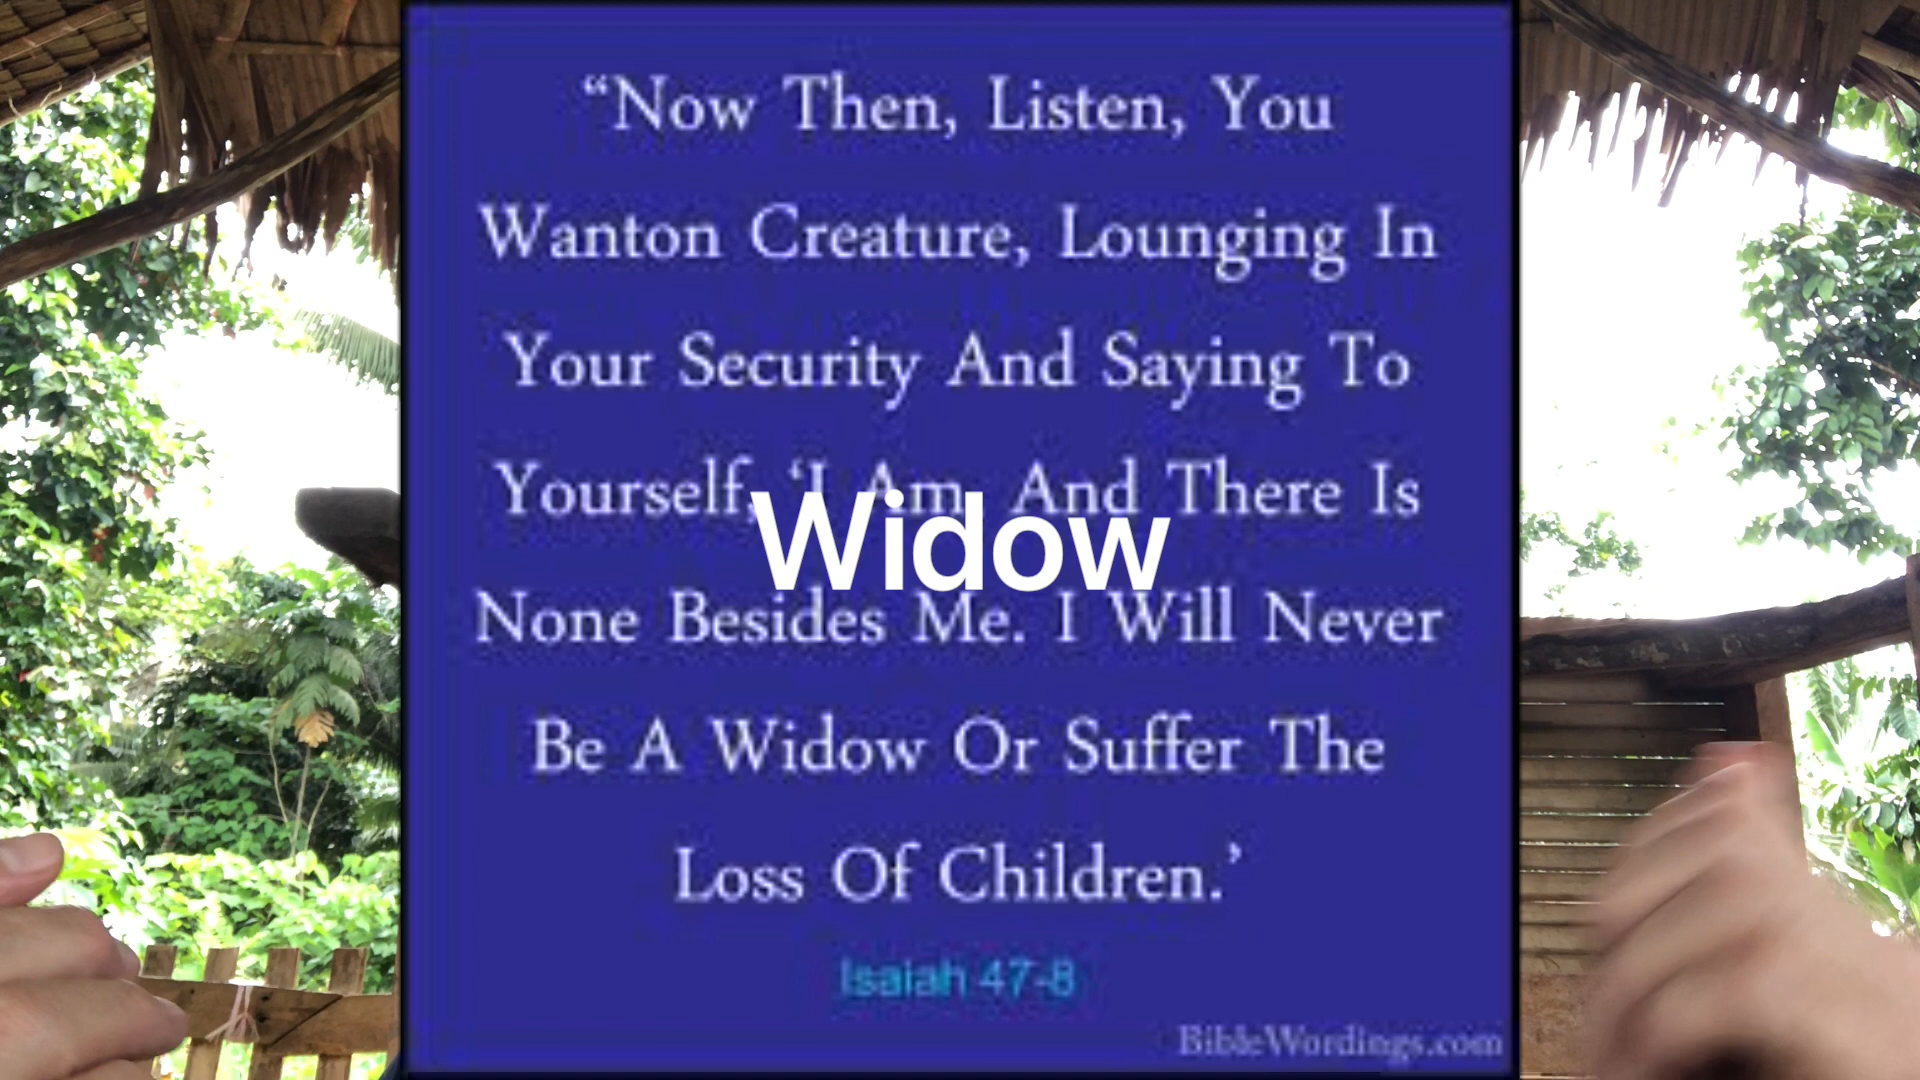 “Now Then, Listen, You
Wanton Creature, Lounging In
Your Security And Saying To
Yourself, ‘I Am, And There Is
Widow
None Besides Me. I Will Never
Be A Widow Or Suffer The
Loss Of Children.’
Isaiah 47-8
BibleWordings.com